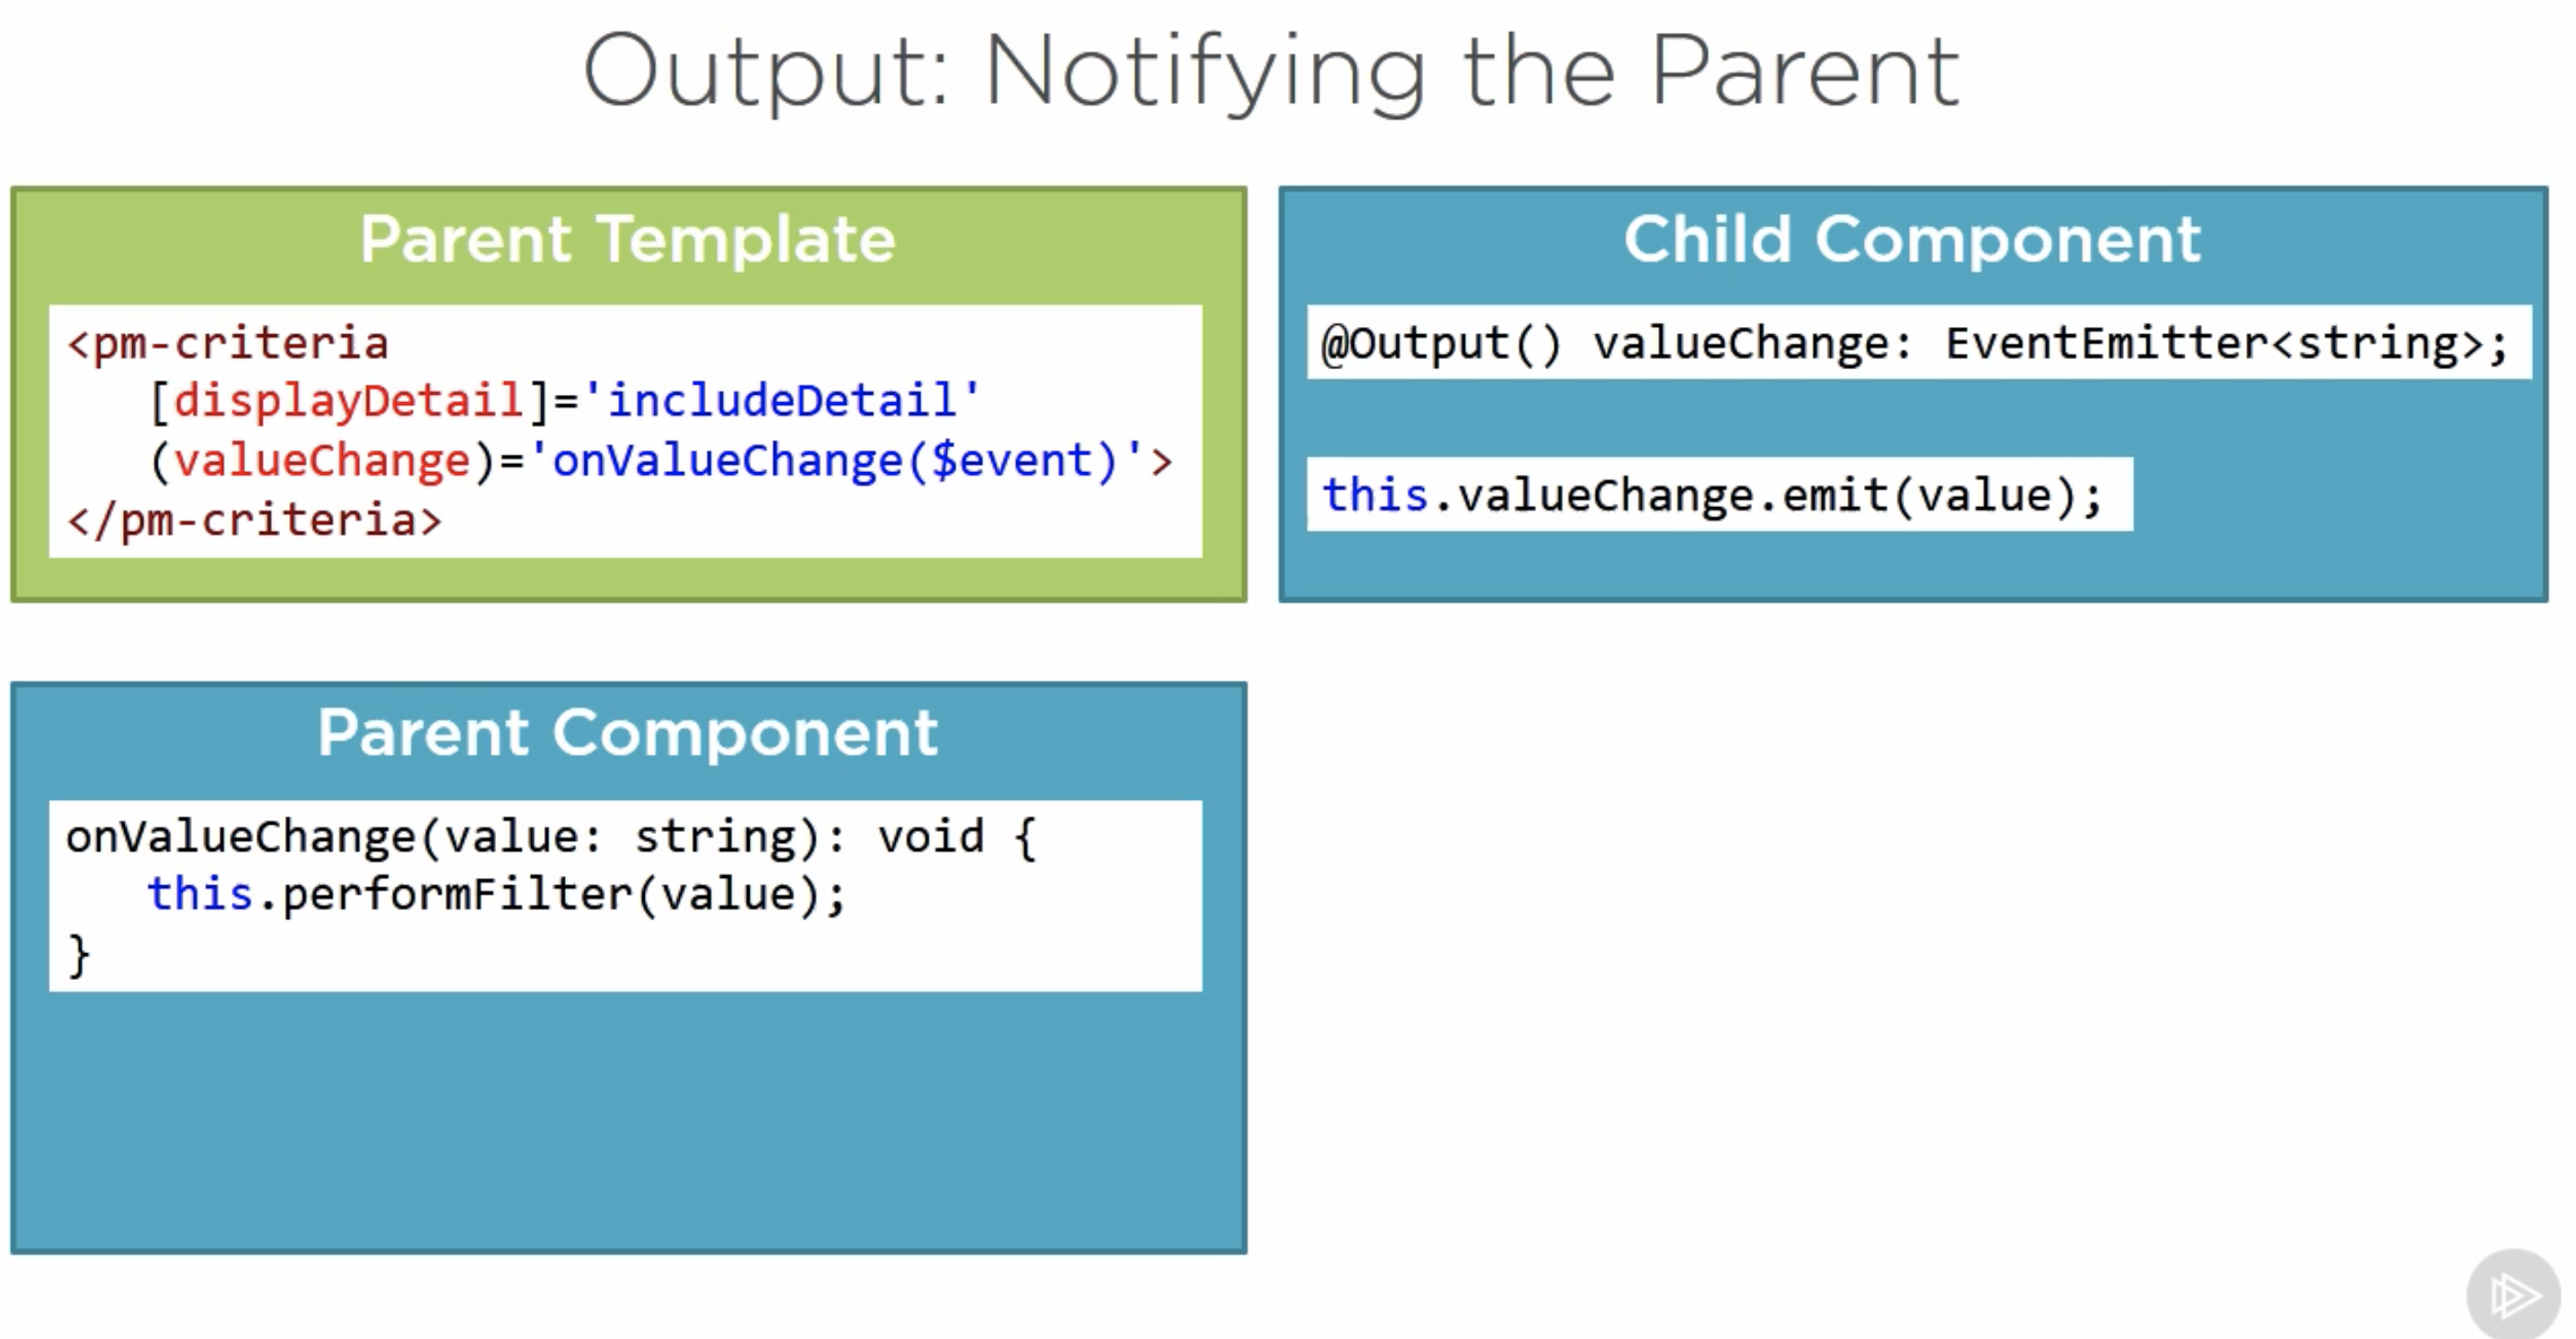 Output: Notifying the Parent
Parent Template
<pm-criteria
[displayDetail]='includeDetail'
(valueChange)='onValueChange($event)'>
</pm-criteria>
Child Component
@Output() valueChange: EventEmitter<string>;
this.valueChange.emit(value);
Parent Component
onValueChange(value: string): void {
this.performFilter(value);
}